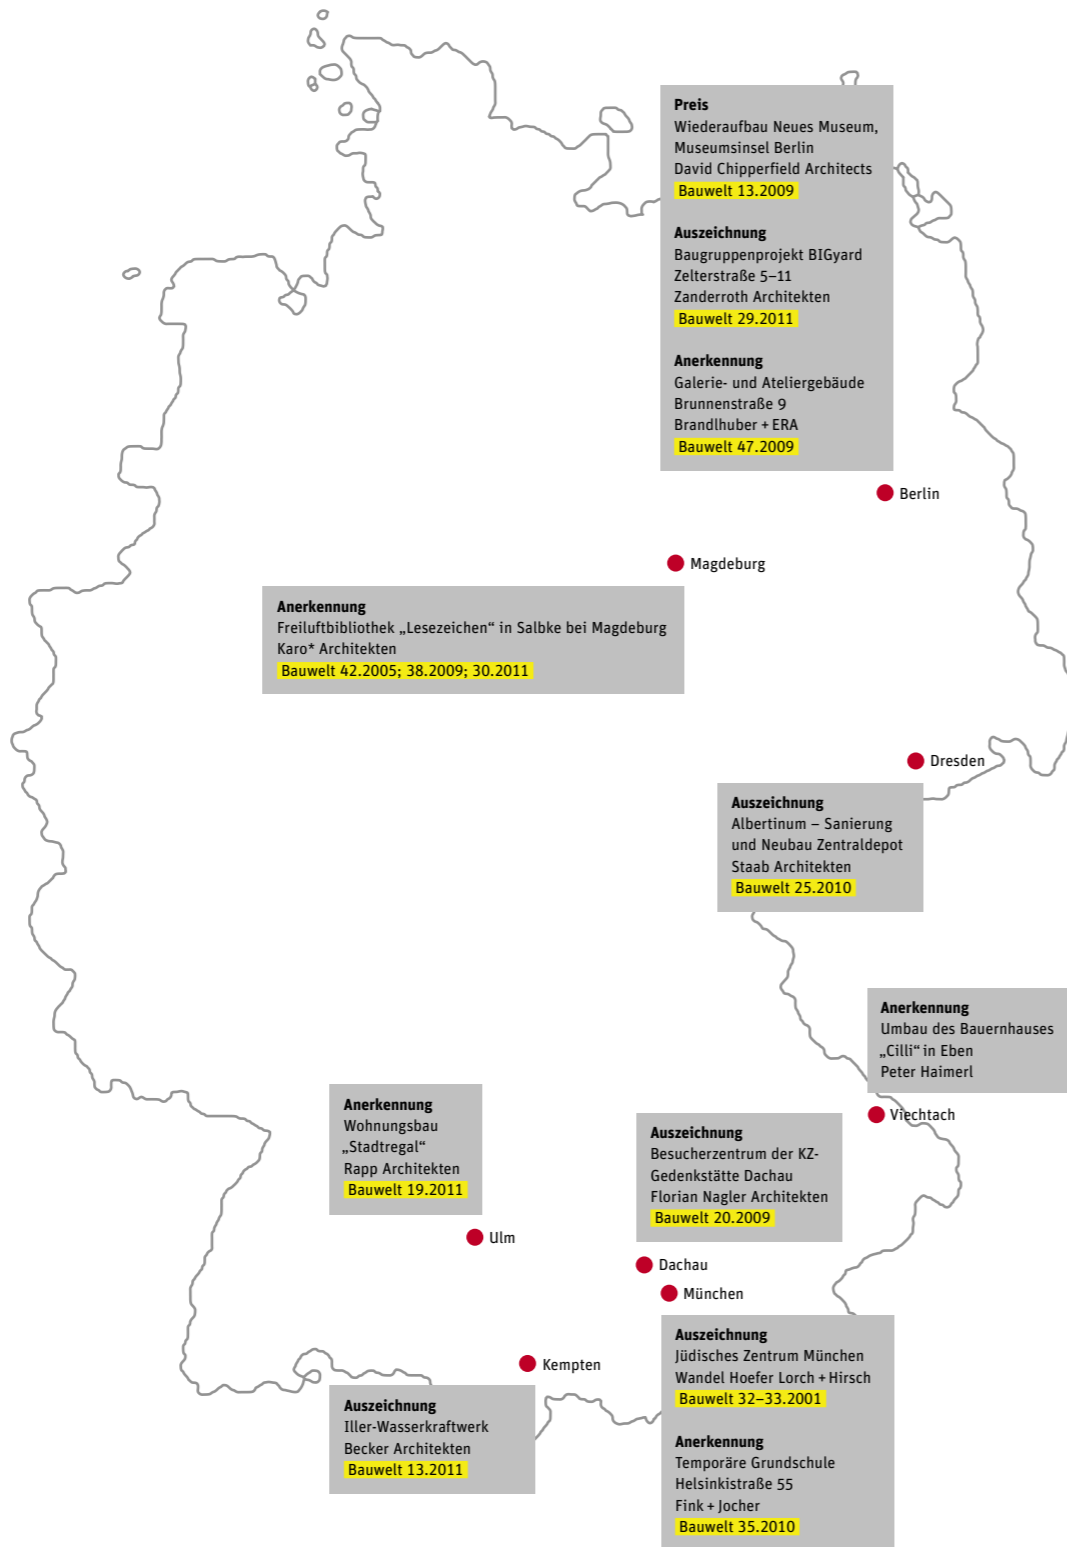 Preis
Wiederaufbau Neues Museum,
Museumsinsel Berlin
David Chipperfield Architects
Bauwelt 13.2009
Auszeichnung
Baugruppenprojekt BIGyard
Zelterstraße 5–11
Zanderroth Architekten
Bauwelt 29.2011
Anerkennung
Galerie- und Ateliergebäude
Brunnenstraße 9
Brandlhuber + ERA
Bauwelt 47.2009
Berlin
Magdeburg
Anerkennung
Freiluftbibliothek „Lesezeichen“ in Salbke bei Magdeburg
Karo* Architekten
Bauwelt 42.2005; 38.2009; 30.2011
Dresden
Auszeichnung
Albertinum – Sanierung
und Neubau Zentraldepot
Staab Architekten
Bauwelt 25.2010
Anerkennung
Umbau des Bauernhauses
„Cilli“ in Eben
Peter Haimerl
Viechtach
Anerkennung
Wohnungsbau
„Stadtregal“
Rapp Architekten
Bauwelt 19.2011
Ulm
Auszeichnung
Besucherzentrum der KZ-
Gedenkstätte Dachau
Florian Nagler Architekten
Bauwelt 20.2009
Dachau
München
Auszeichnung
Jüdisches Zentrum München
Wandel Hoefer Lorch + Hirsch
Bauwelt 32–33.2001
Anerkennung
Temporäre Grundschule
Helsinkistraße 55
Fink + Jocher
Bauwelt 35.2010
Kempten
Auszeichnung
Iller-Wasserkraftwerk
Becker Architekten
Bauwelt 13.2011